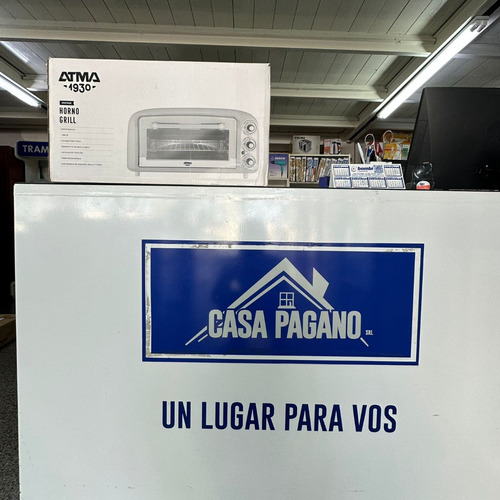 ATMA
1930
HORNO
GRILL
TRAM
CASA PAGANO SRL
UN LUGAR PARA VOS